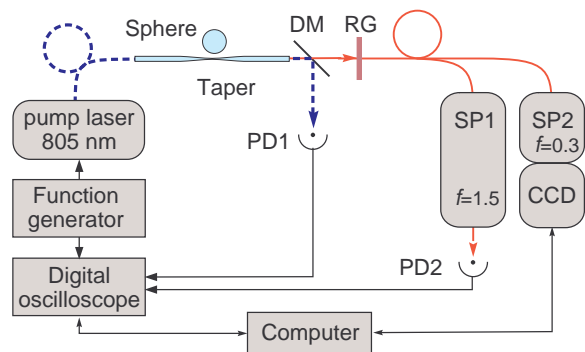 Sphere
DM
RG
Taper
pump laser
805 nm
PD1
SP1
f=1.5
SP2
f=0.3
CCD
Function
generator
PD2
Digital
oscilloscope
Computer